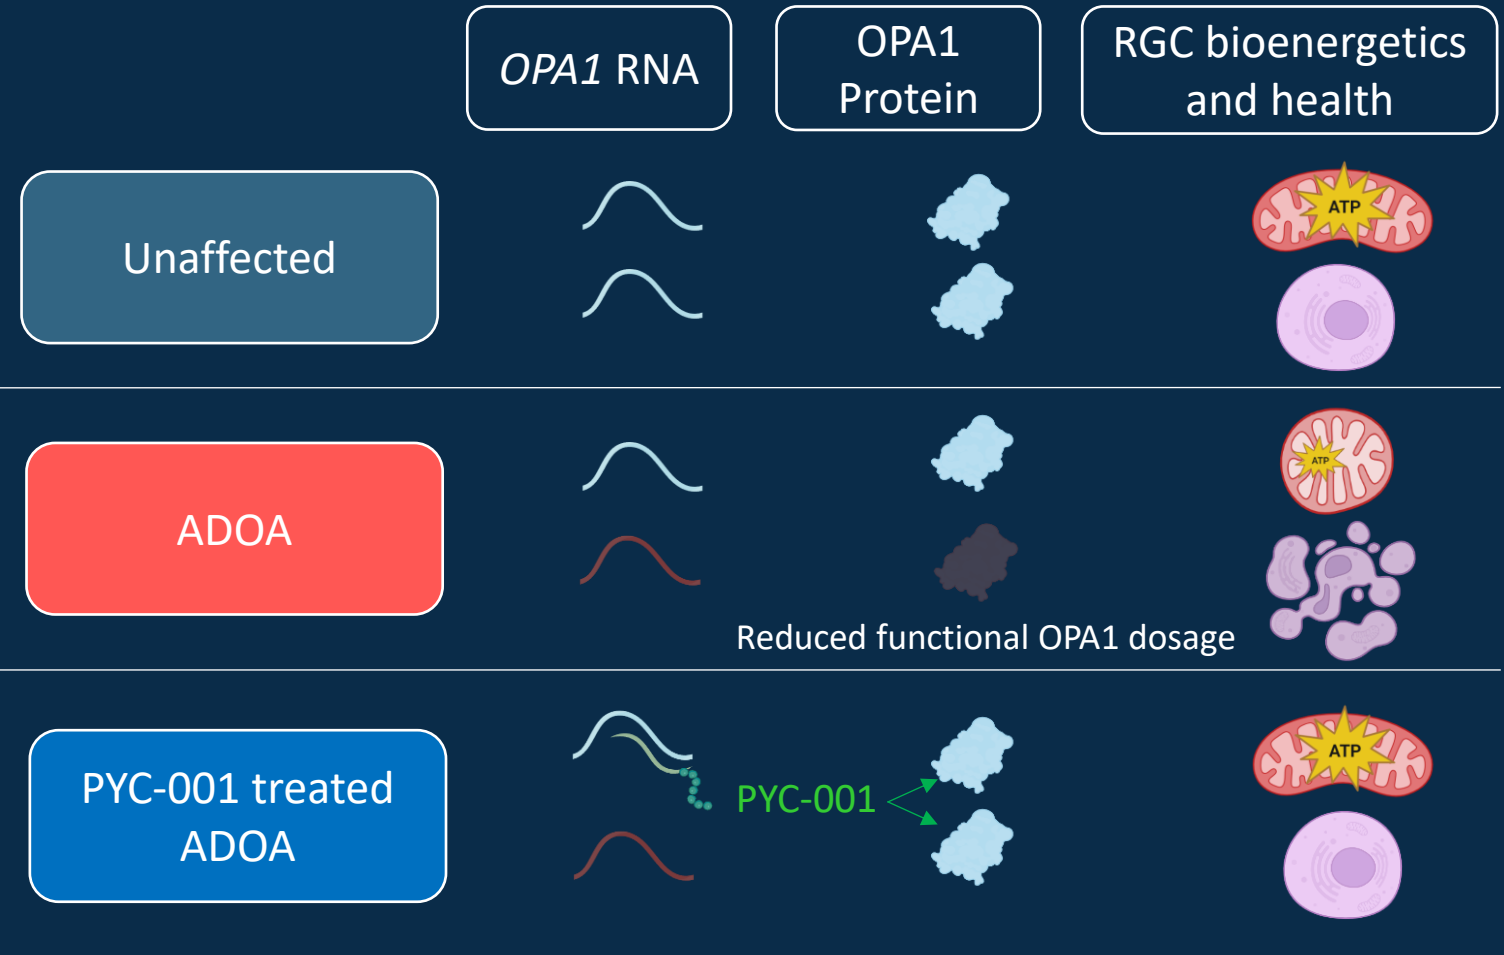 OPA1 RNA
OPA1
Protein
RGC bioenergetics
and health
Unaffected
ATP
ADOA
ATP
Reduced functional OPA1 dosage
PYC-001 treated
ADOA
PYC-001
ATP